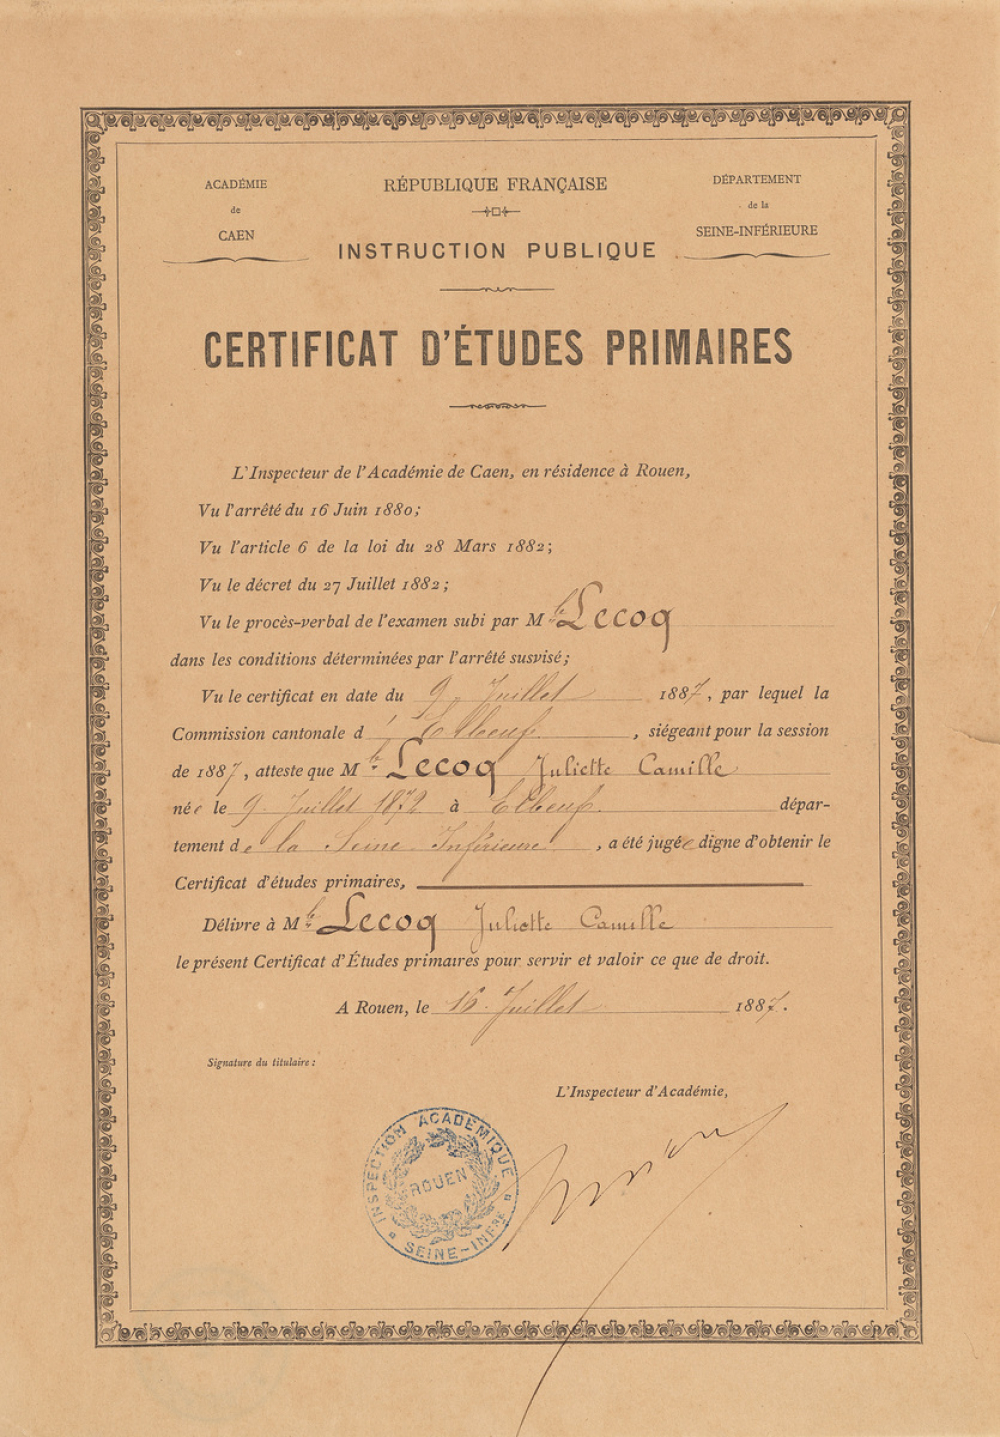 ACADÉMIE
de
CAEN
RÉPUBLIQUE FRANÇAISE
INSTRUCTION PUBLIQUE
DÉPARTEMENT
de la
SEINE-INFÉRIEURE
CERTIFICAT D'ÉTUDES PRIMAIRES
L'Inspecteur de l'Académie de Caen, en résidence à Rouen,
Vu l'arrêté du 16 Juin 1880;
Vu l'article 6 de la loi du 28 Mars 1882;
Vu le décret du 27 Juillet 1882;
Vu le procès-verbal de l'examen subi par Mlle Lecoq
dans les conditions déterminées par l'arrêté susvisé;
Vu le certificat en date du 9 Juillet 1887, par lequel la
Commission cantonale d'Elbeuf, siégeant pour la session
de 1887, atteste que Mlle Lecoq Juliette Camille
née le 9 Juillet 1872 à Elbeuf dépar-
tement de la Seine Inférieure, a été jugée digne d'obtenir le
Certificat d'études primaires,
Délivre à Mlle Lecoq Juliette Camille
le présent Certificat d'Études primaires pour servir et valoir ce que de droit.
A Rouen, le 16 Juillet 1887.
Signature du titulaire :
L'Inspecteur d'Académie,
INSPECTION ACADÉMIQUE
ROUEN
SEINE-INFRE